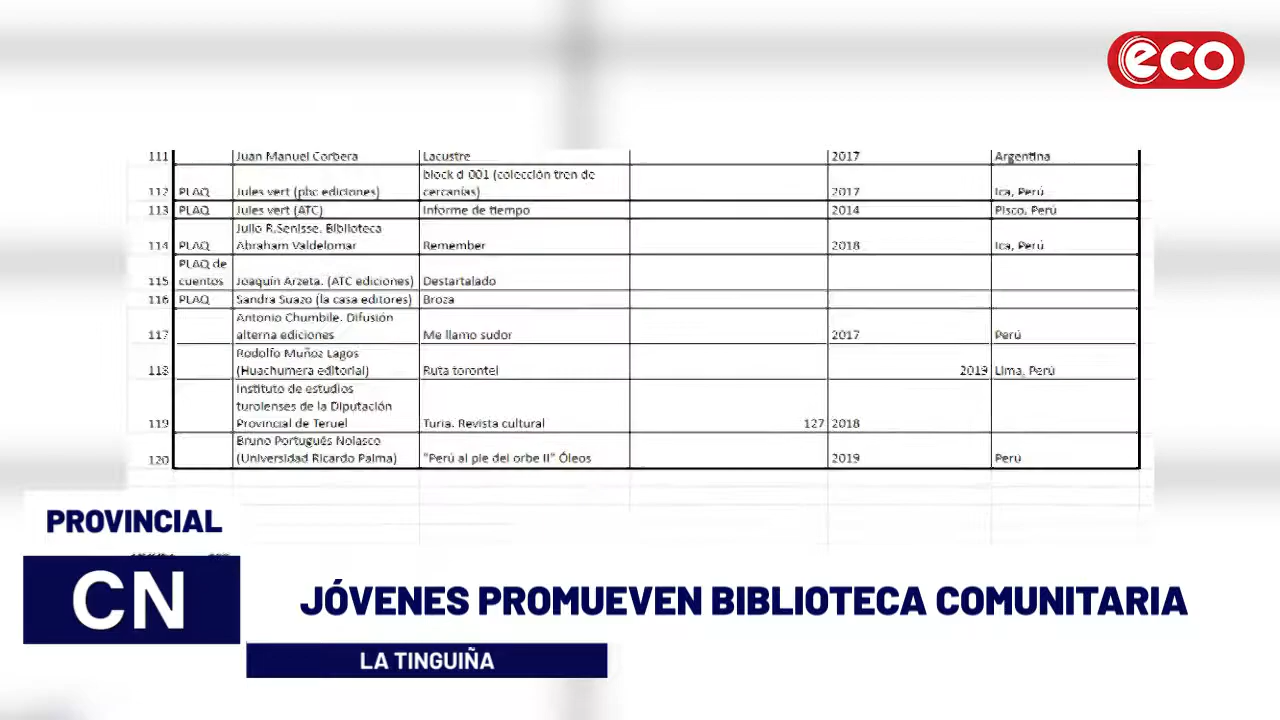 eco
111 Juan Manuel Corbera Lacustre 2017 Argentina
block d-001 (colección tren de
112 PLAQ Jules vert (pbc ediciones) cercanías) 2017 Ica, Perú
113 PLAQ Jules vert (ATC) Informe de tiempo 2014 Pisco, Perú
Julio R.Senisse. Biblioteca
114 PLAQ Abraham Valdelomar Remember 2018 Ica, Perú
PLAQ de
115 cuentos Joaquín Arzeta. (ATC ediciones) Destartalado
116 PLAQ Sandra Suazo (la casa editores) Broza
Antonio Chumbile. Difusión
117 alterna ediciones Me llamo sudor 2017 Perú
Rodolfo Muñoz Lagos
118 (Huachumera editorial) Ruta torontel 2019 Lima, Perú
Instituto de estudios
turolenses de la Diputación
119 Provincial de Teruel Turia. Revista cultural 127 2018
Bruno Portugués Nolasco
120 (Universidad Ricardo Palma) "Perú al pie del orbe II" Óleos 2019 Perú
PROVINCIAL
CN
JÓVENES PROMUEVEN BIBLIOTECA COMUNITARIA
LA TINGUIÑA